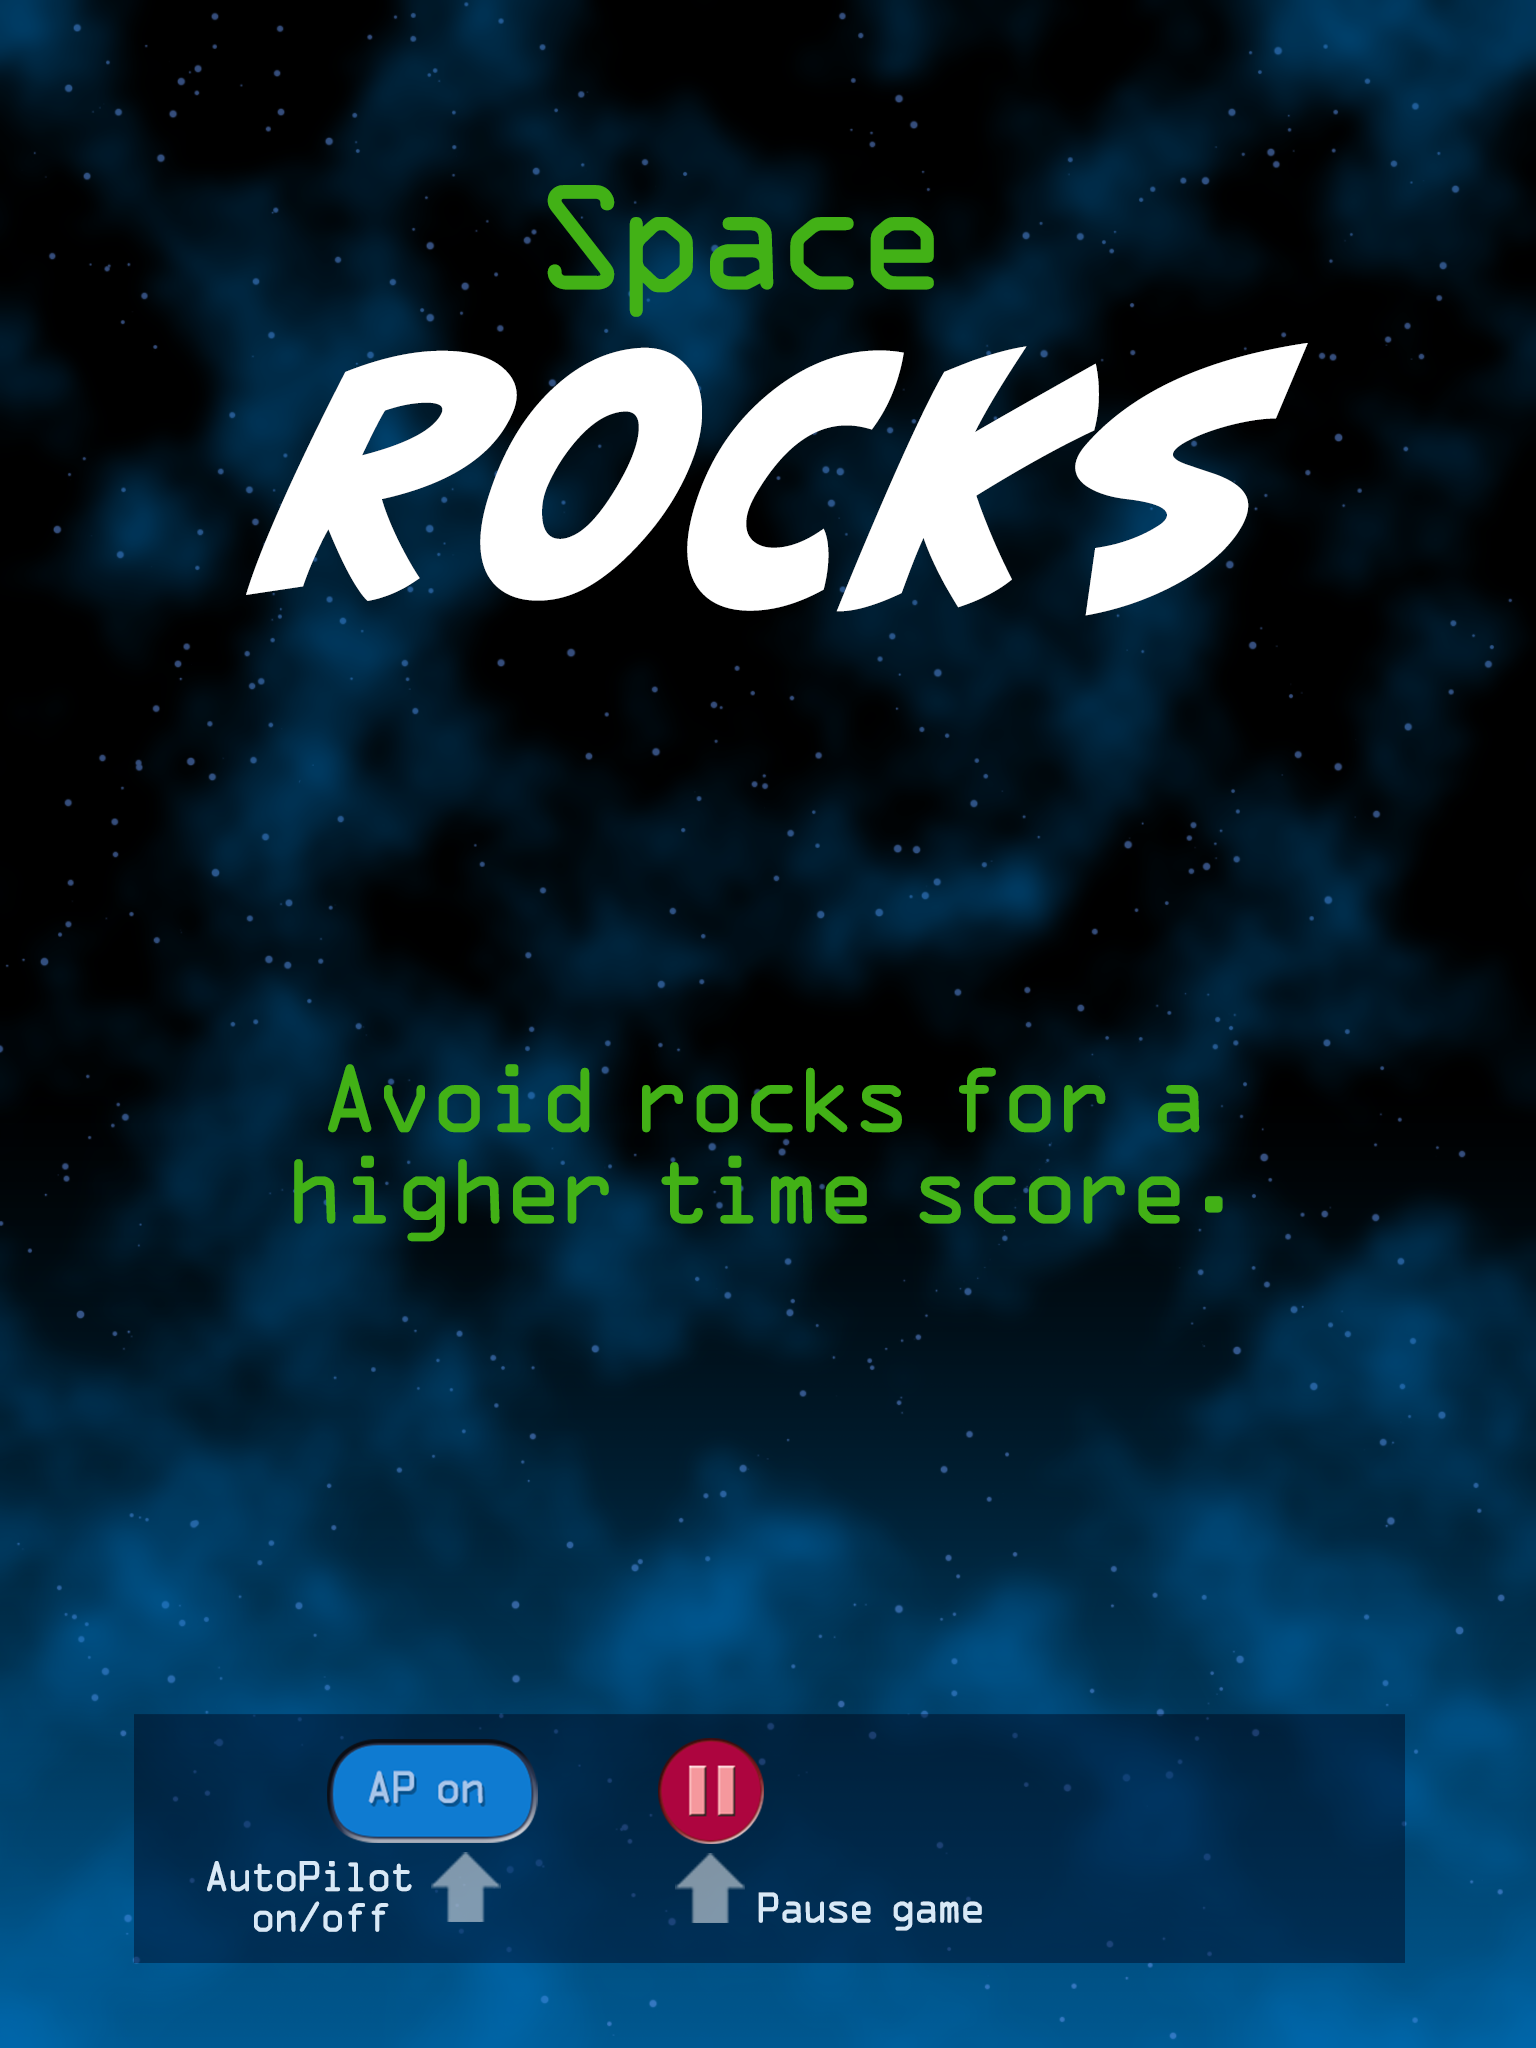 Space
ROCKS
Avoid rocks for a
higher time score.
AP on
AutoPilot
on/off
Pause game